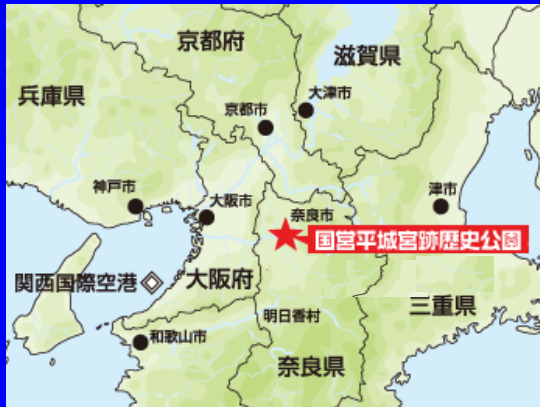 京都府
滋賀県
兵庫県
大津市
京都市
神戸市
大阪市
奈良市
津市
国営平城宮跡歴史公園
関西国際空港
大阪府
三重県
明日香村
和歌山市
奈良県